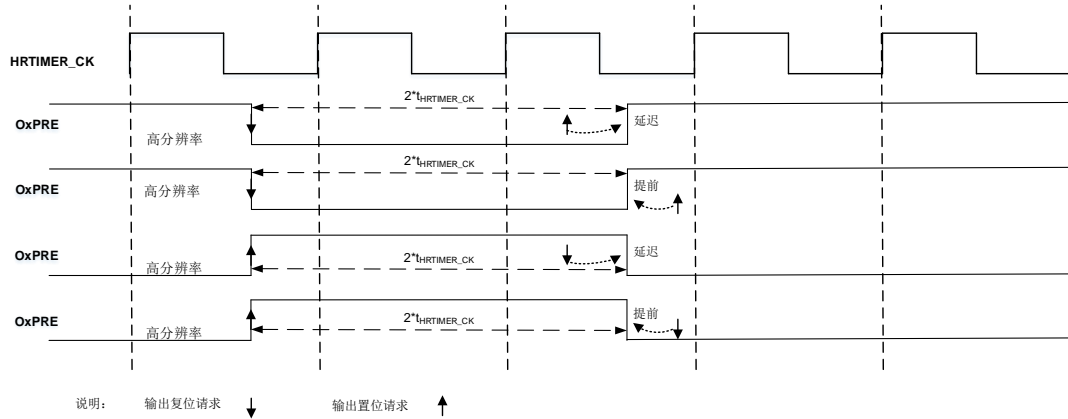 HRTIMER_CK
2*tHRTIMER_CK
OxPRE
高分辨率
延迟
2*tHRTIMER_CK
OxPRE
高分辨率
提前
OxPRE
高分辨率
2*tHRTIMER_CK
延迟
OxPRE
高分辨率
2*tHRTIMER_CK
提前
说明: 输出复位请求 输出置位请求